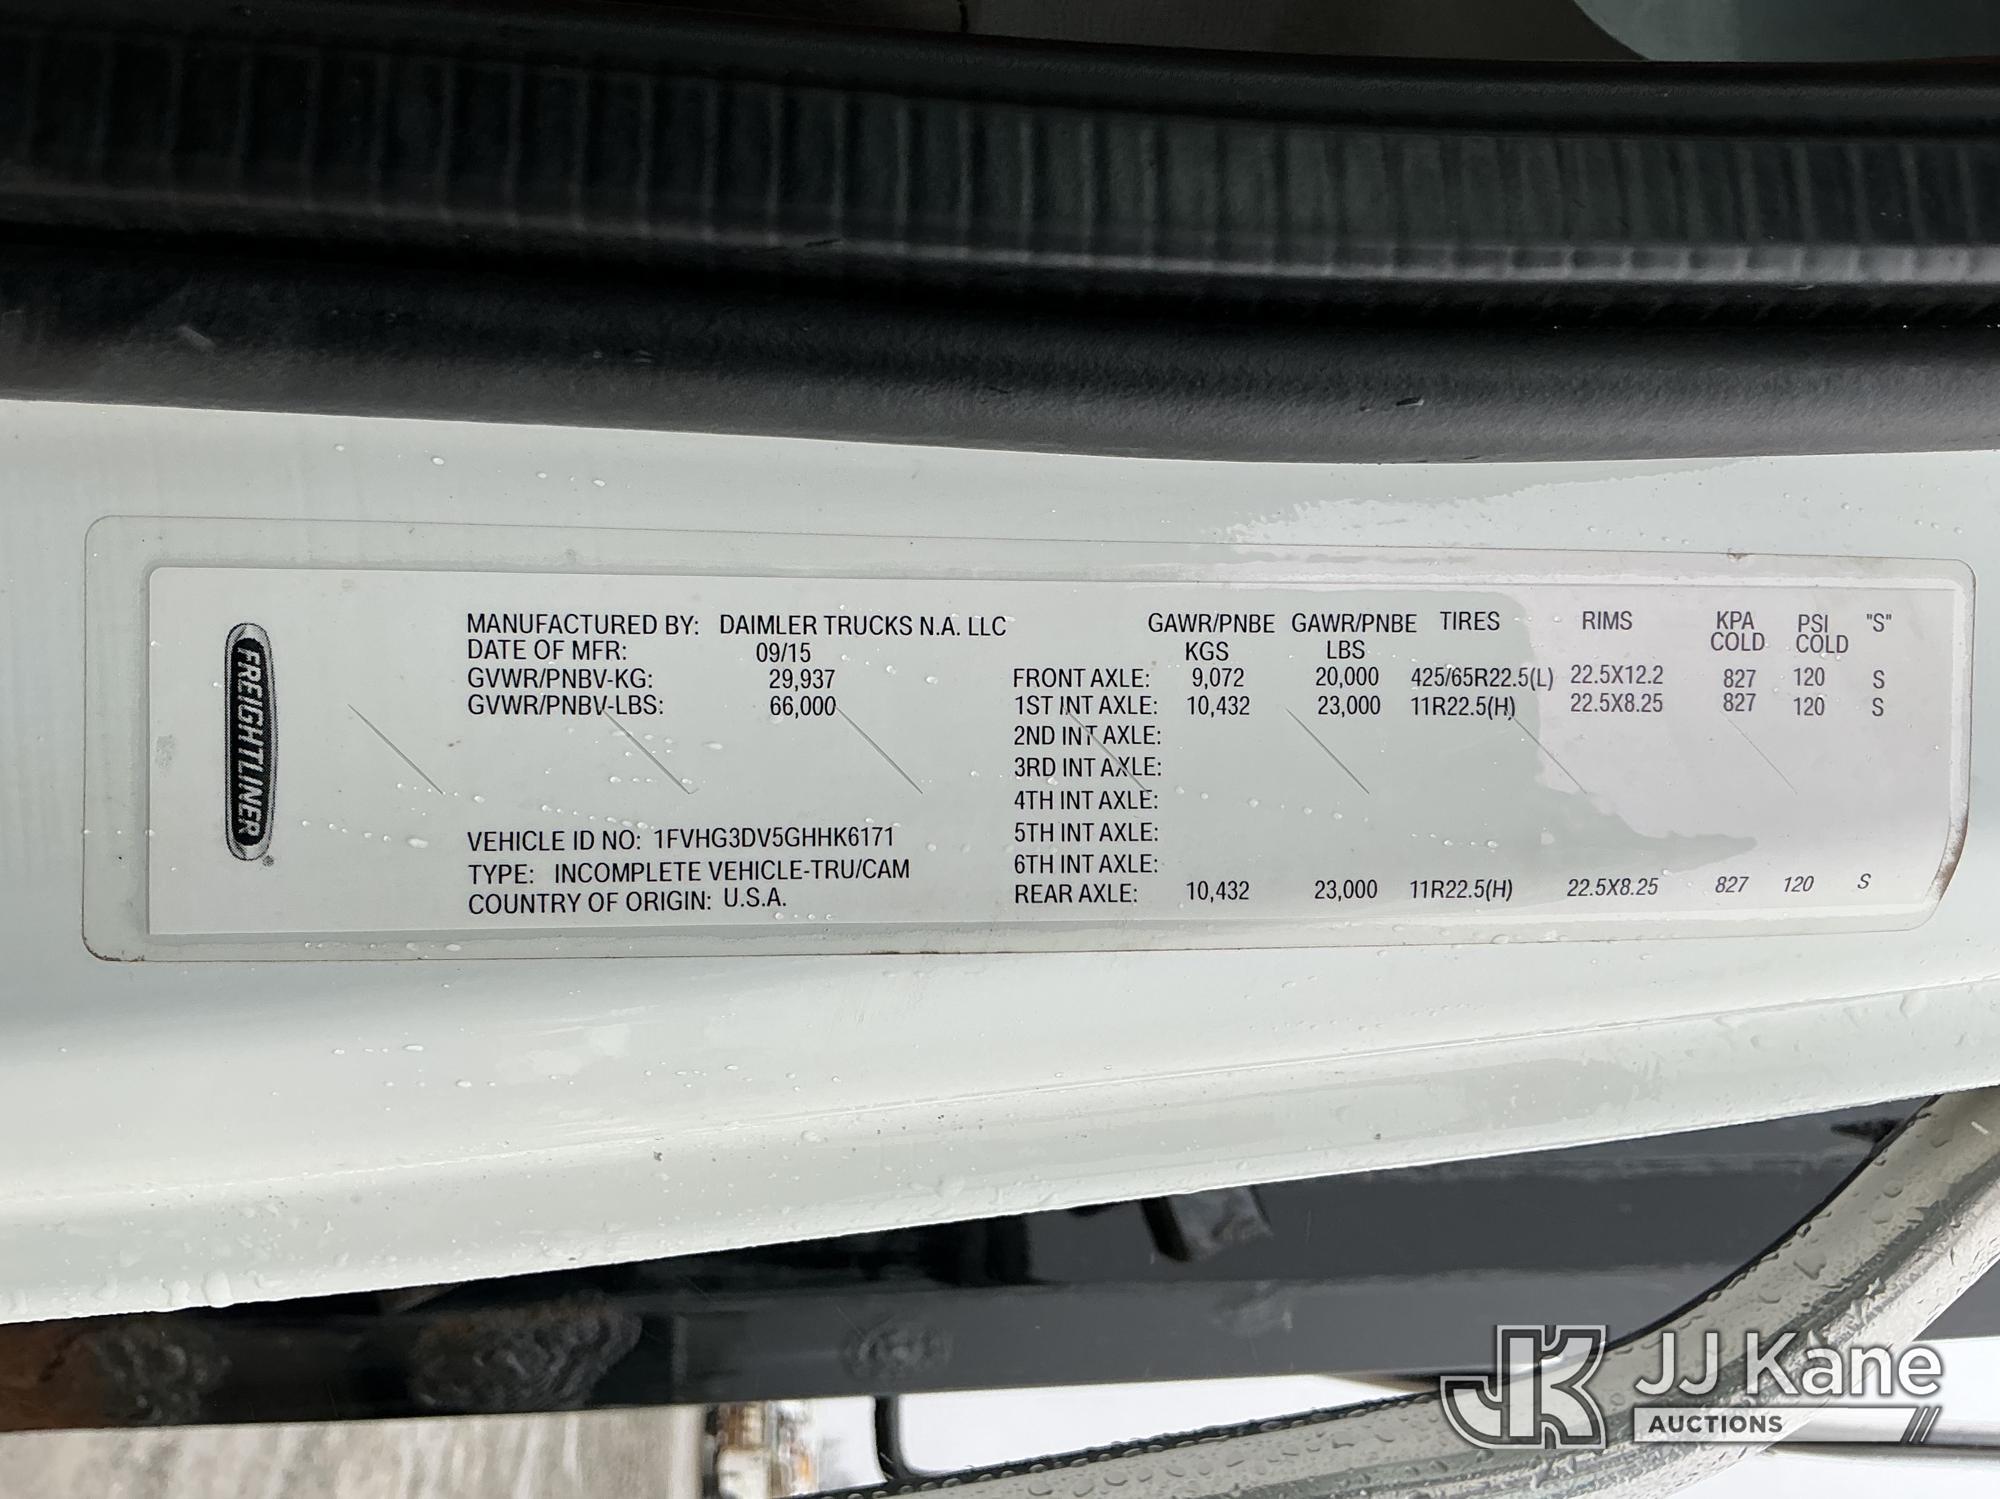 FREIGHTLINER
MANUFACTURED BY: DAIMLER TRUCKS N.A. LLC
DATE OF MFR: 09/15
GVWR/PNBV-KG: 29,937
GVWR/PNBV-LBS: 66,000
VEHICLE ID NO: 1FVHG3DV5GHHK6171
TYPE: INCOMPLETE VEHICLE-TRU/CAM
COUNTRY OF ORIGIN: U.S.A.
GAWR/PNBE GAWR/PNBE TIRES RIMS KPA PSI "S"
KGS LBS COLD COLD
FRONT AXLE: 9,072 20,000 425/65R22.5(L) 22.5X12.2 827 120 S
1ST INT AXLE: 10,432 23,000 11R22.5(H) 22.5X8.25 827 120 S
2ND INT AXLE:
3RD INT AXLE:
4TH INT AXLE:
5TH INT AXLE:
6TH INT AXLE:
REAR AXLE: 10,432 23,000 11R22.5(H) 22.5X8.25 827 120 S
JK JJ Kane
AUCTIONS